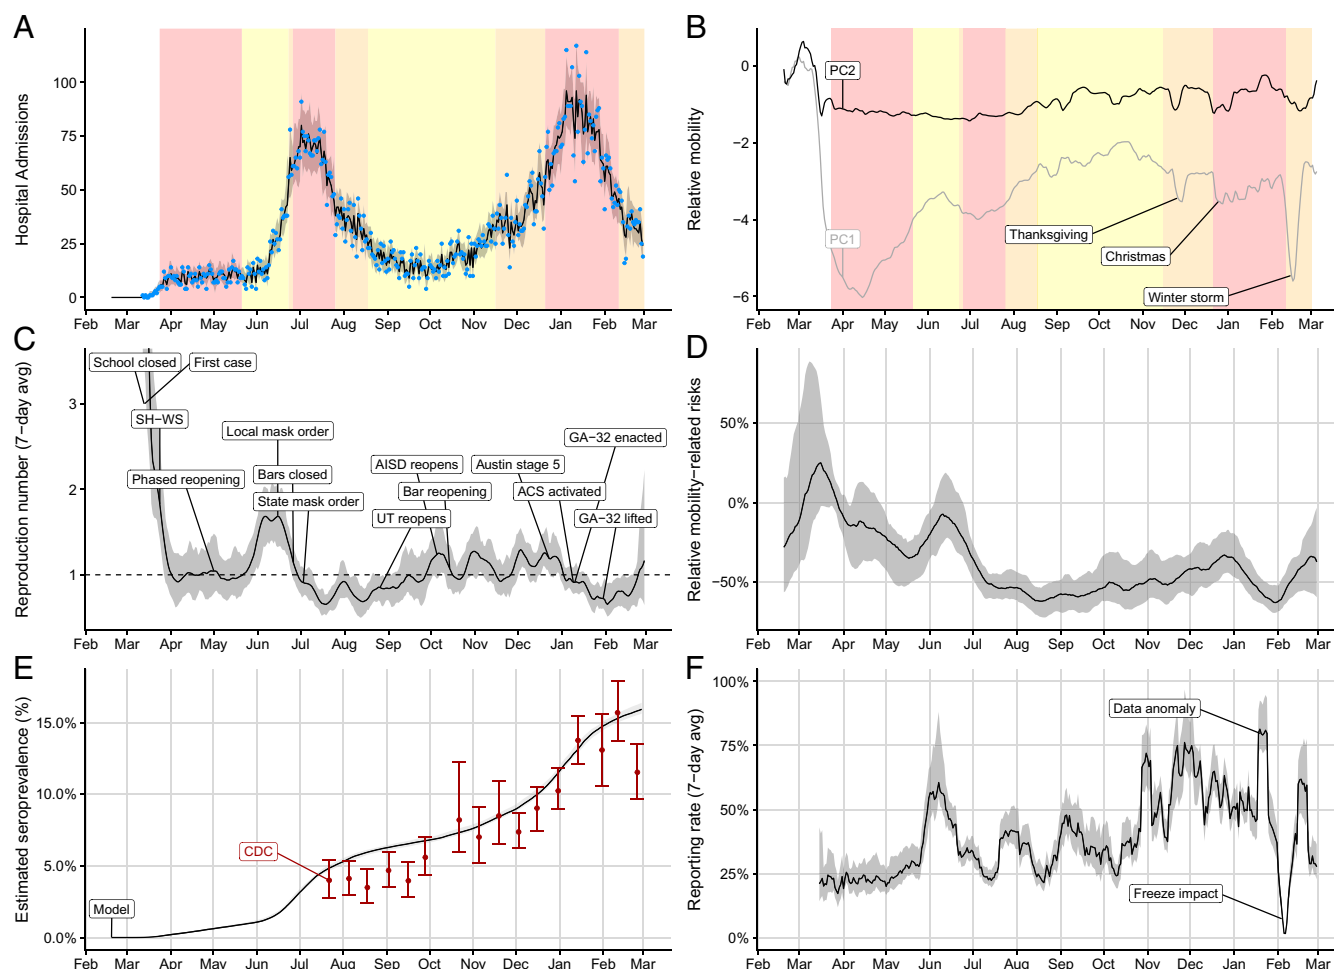 A
Hospital Admissions
100
75
50
25
0
Feb Mar Apr May Jun Jul Aug Sep Oct Nov Dec Jan Feb Mar
B
Relative mobility
0
−2
−4
−6
PC2
PC1
Thanksgiving
Christmas
Winter storm
Feb Mar Apr May Jun Jul Aug Sep Oct Nov Dec Jan Feb Mar
C
Reproduction number (7−day avg)
3
2
1
School closed
First case
SH−WS
Phased reopening
Local mask order
Bars closed
State mask order
AISD reopens
Bar reopening
UT reopens
Austin stage 5
ACS activated
GA−32 enacted
GA−32 lifted
Feb Mar Apr May Jun Jul Aug Sep Oct Nov Dec Jan Feb Mar
D
Relative mobility−related risks
50%
0%
−50%
Feb Mar Apr May Jun Jul Aug Sep Oct Nov Dec Jan Feb Mar
E
Estimated seroprevalence (%)
15.0%
10.0%
5.0%
0.0%
CDC
Model
Feb Mar Apr May Jun Jul Aug Sep Oct Nov Dec Jan Feb Mar
F
Reporting rate (7−day avg)
100%
75%
50%
25%
0%
Data anomaly
Freeze impact
Feb Mar Apr May Jun Jul Aug Sep Oct Nov Dec Jan Feb Mar